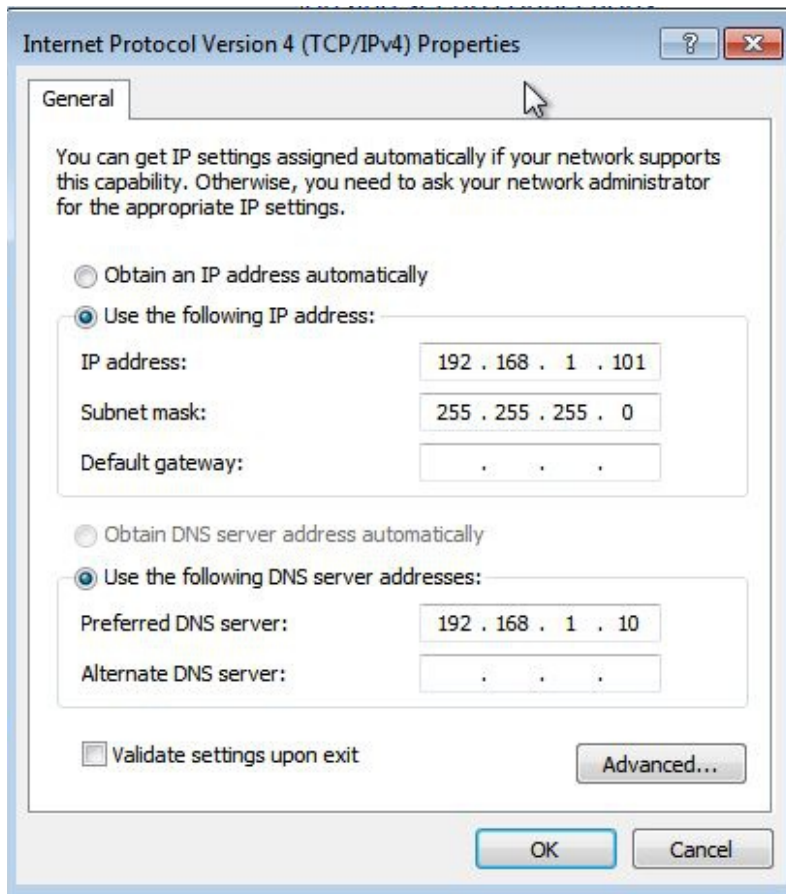 Internet Protocol Version 4 (TCP/IPv4) Properties
General
You can get IP settings assigned automatically if your network supports
this capability. Otherwise, you need to ask your network administrator
for the appropriate IP settings.
Obtain an IP address automatically
Use the following IP address:
IP address: 192 . 168 . 1 . 101
Subnet mask: 255 . 255 . 255 . 0
Default gateway: . . .
Obtain DNS server address automatically
Use the following DNS server addresses:
Preferred DNS server: 192 . 168 . 1 . 10
Alternate DNS server: . . .
Validate settings upon exit
Advanced...
OK Cancel